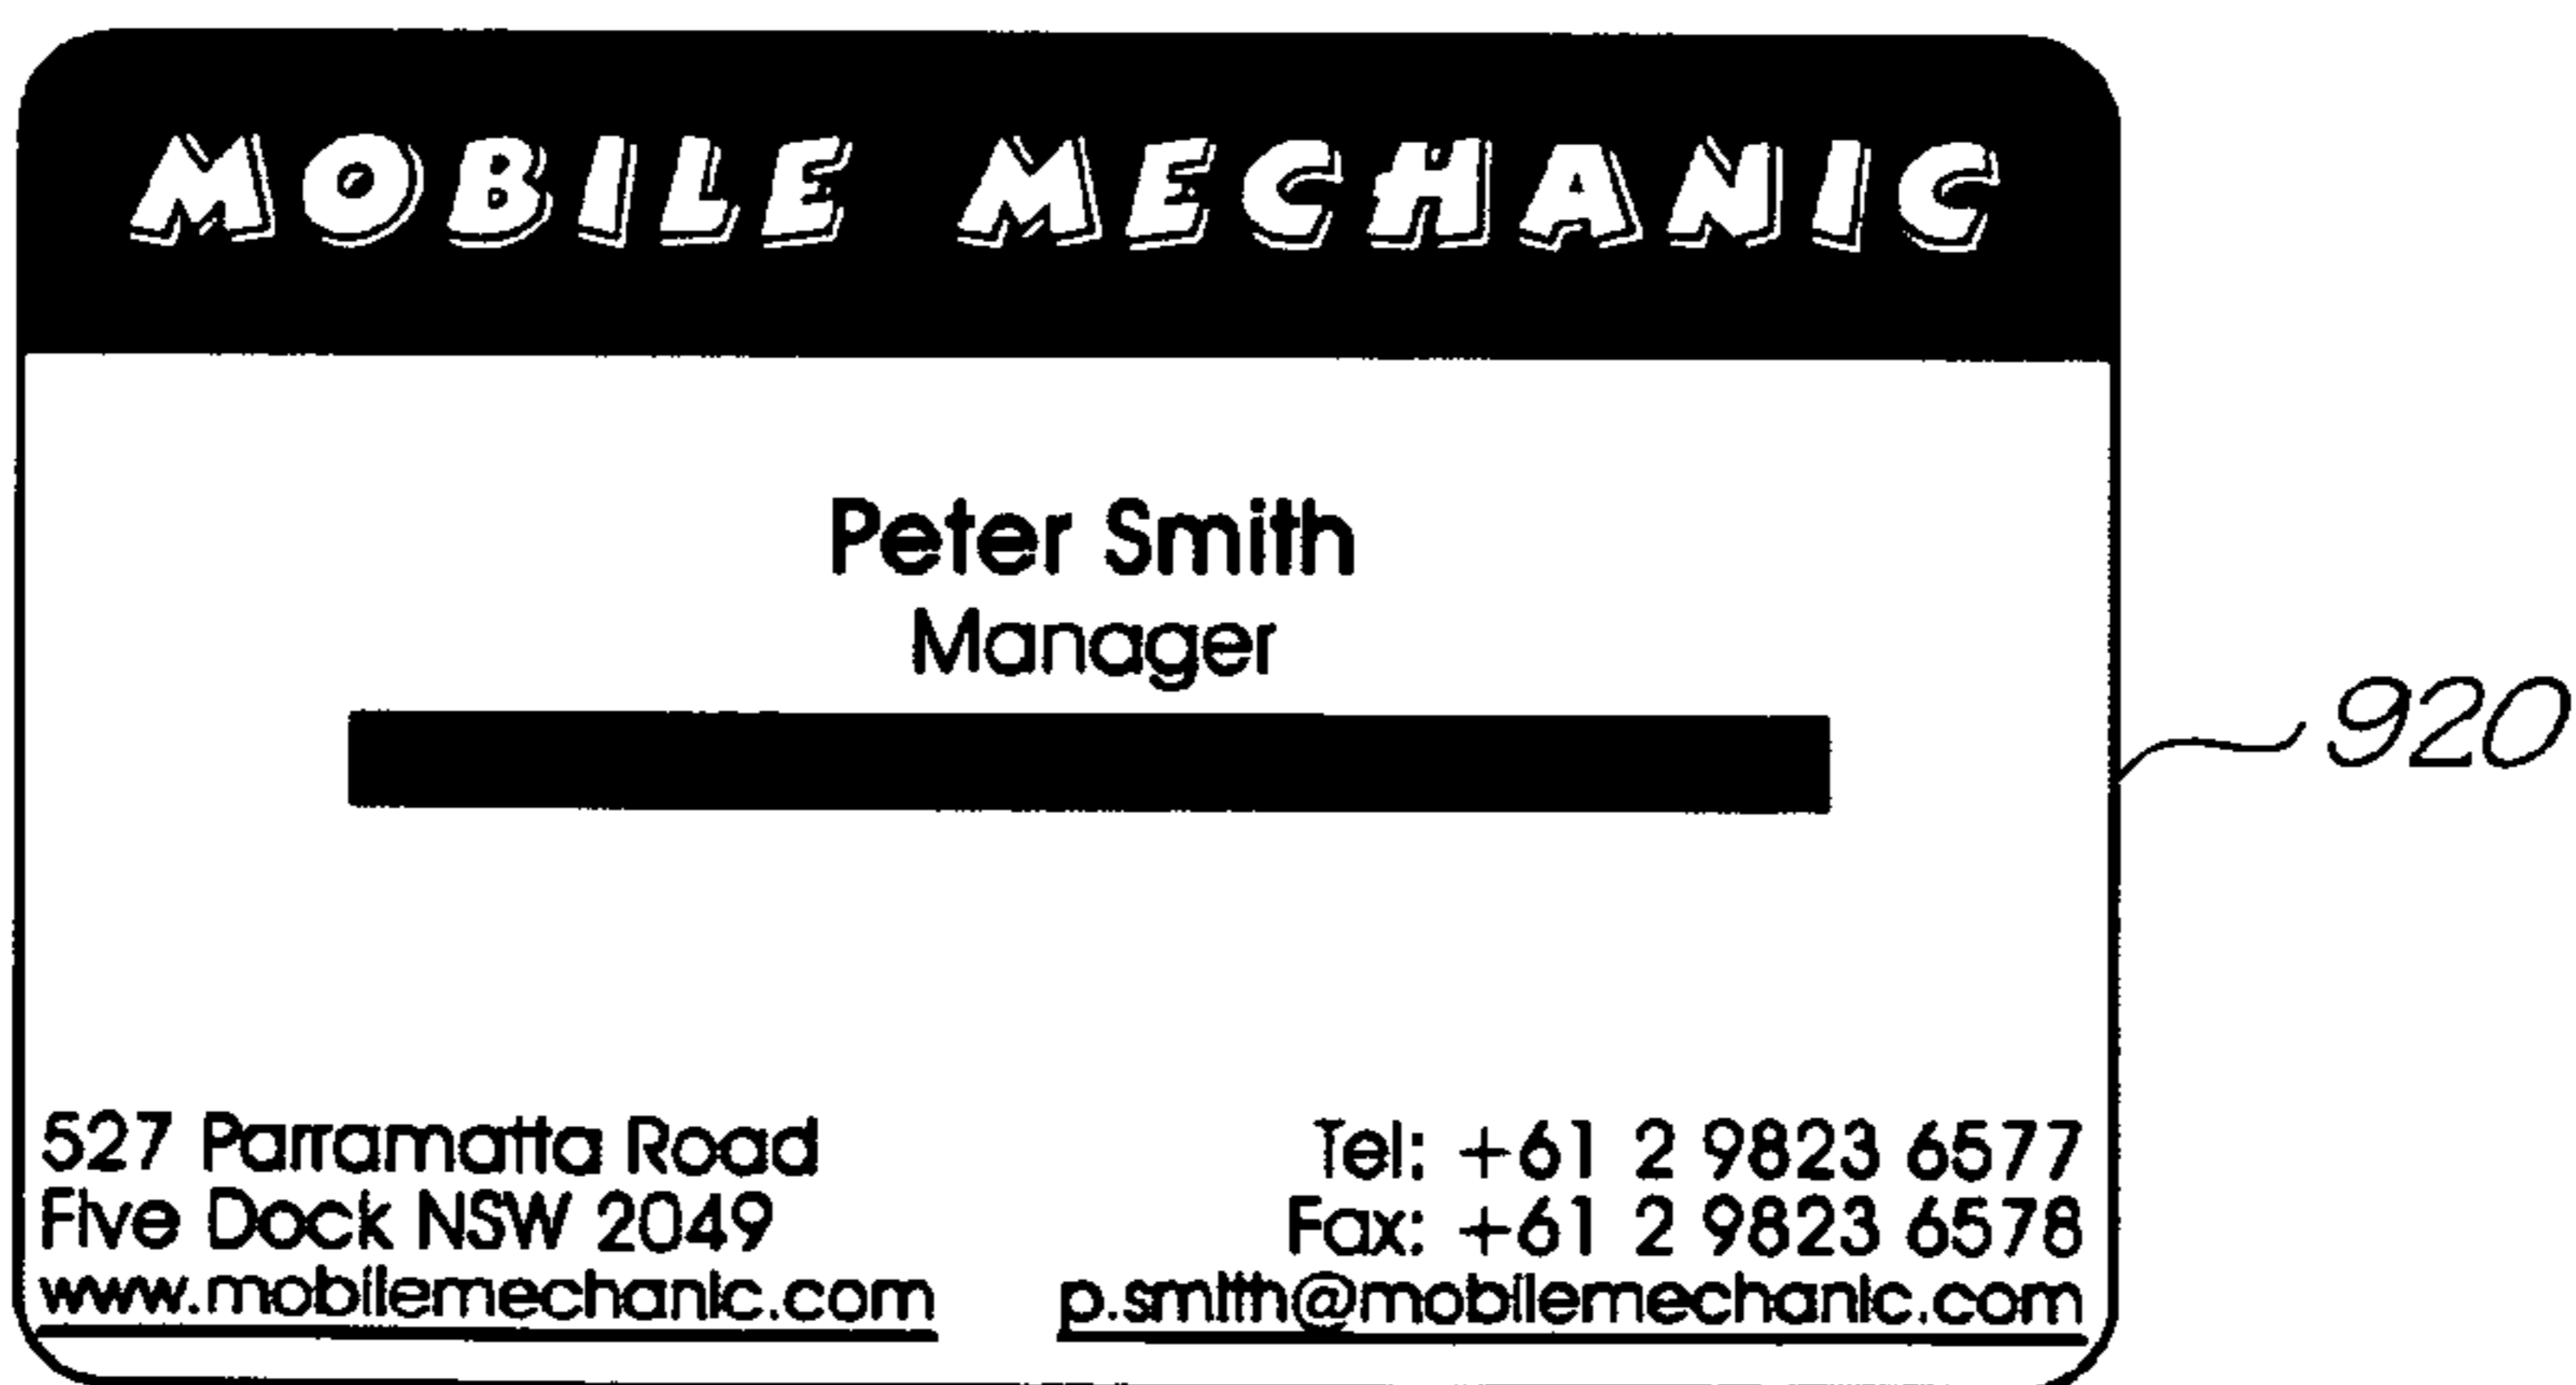 MOBILE MECHANIC
Peter Smith
Manager
920
527 Parramatta Road
Five Dock NSW 2049
www.mobilemechanic.com
Tel: +61 2 9823 6577
Fax: +61 2 9823 6578
p.smith@mobilemechanic.com